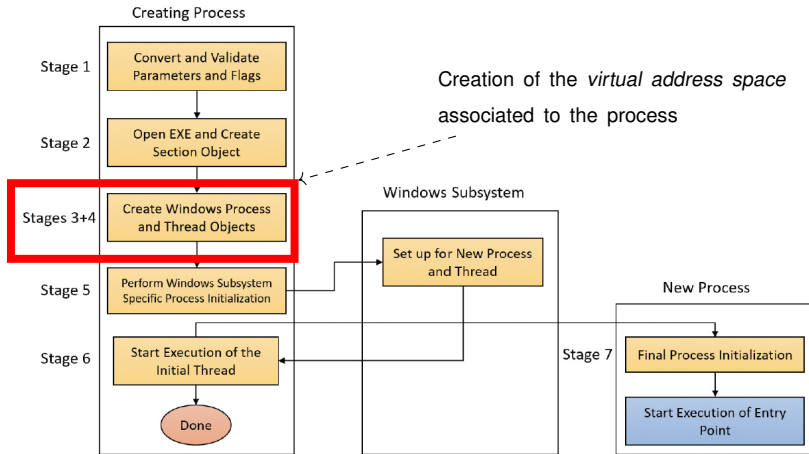 Creating Process
Stage 1
Convert and Validate
Parameters and Flags
Creation of the virtual address space
associated to the process
Stage 2
Open EXE and Create
Section Object
Windows Subsystem
Stages 3+4
Create Windows Process
and Thread Objects
Set up for New Process
and Thread
Stage 5
Perform Windows Subsystem
Specific Process Initialization
New Process
Stage 6
Start Execution of the
Initial Thread
Stage 7
Final Process Initialization
Done
Start Execution of Entry
Point